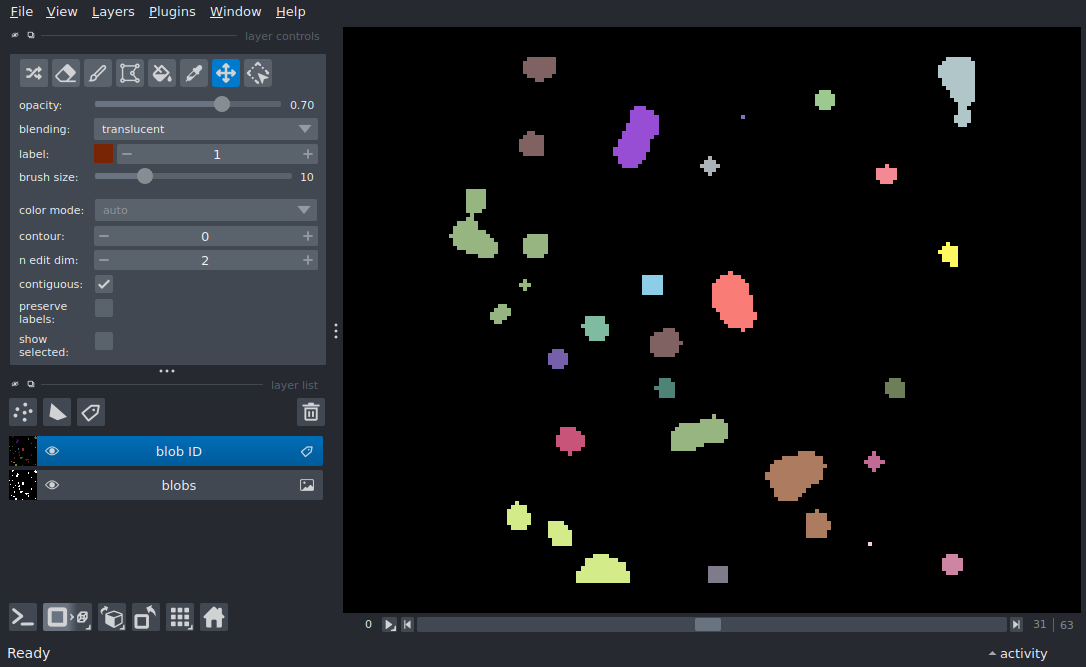 File View Layers Plugins Window Help
layer controls
opacity: 0.70
blending: translucent
label: 1
brush size: 10
color mode: auto
contour: 0
n edit dim: 2
contiguous:
preserve
labels:
show
selected:
layer list
blob ID
blobs
0 31 | 63
Ready activity